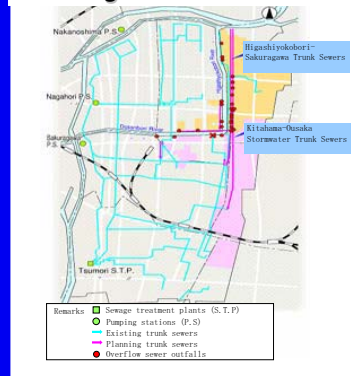 Nakanoshima P.S
Higashiyokobori-
Sakuragawa Trunk Sewers
Nagahori P.S
Dotonbori River
Sakuragawa
P.S.
Kitahama-Ousaka
Stormwater Trunk Sewers
Tsumori S.T.P
Remarks
Sewage treatment plants (S.T.P)
Pumping stations (P.S)
Existing trunk sewers
Planning trunk sewers
Overflow sewer outfalls